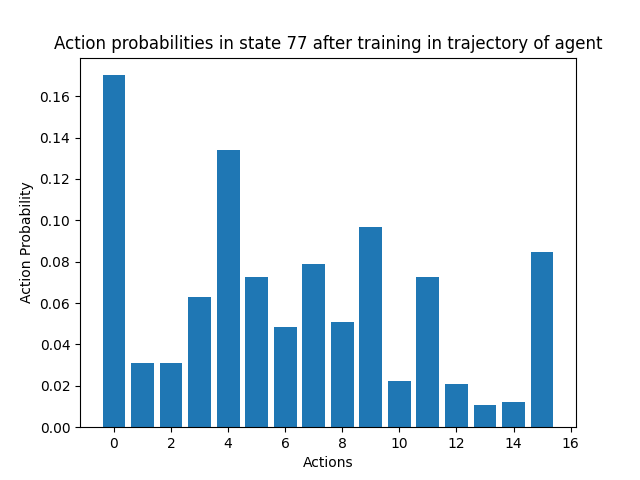 Action probabilities in state 77 after training in trajectory of agent
0.16
0.14
0.12
0.10
0.08
0.06
0.04
0.02
0.00
Action Probability
0 2 4 6 8 10 12 14 16
Actions